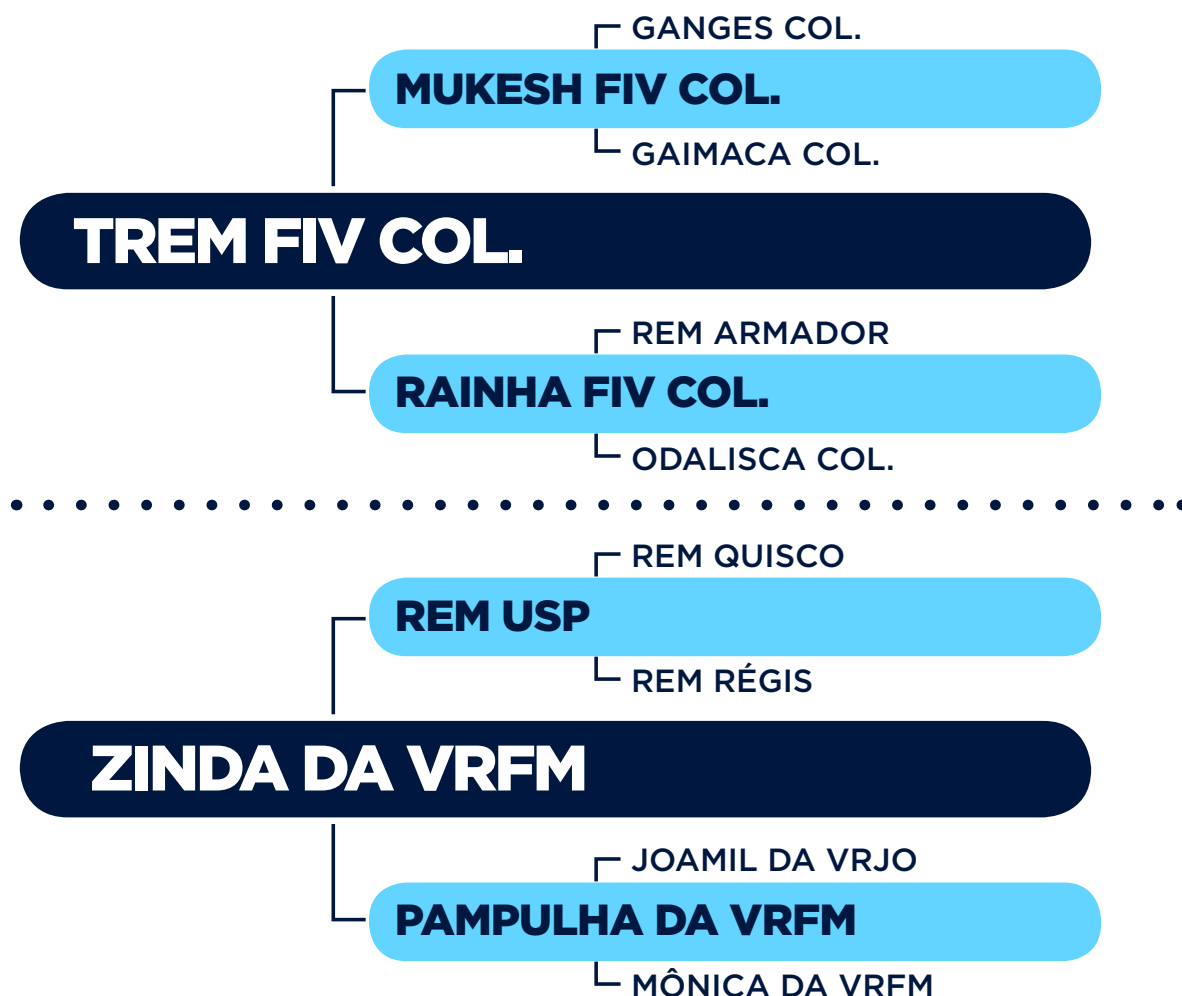 GANGES COL.
MUKESH FIV COL.
GAIMACA COL.
TREM FIV COL.
REM ARMADOR
RAINHA FIV COL.
ODALISCA COL.
REM QUISCO
REM USP
REM RÉGIS
ZINDA DA VRFM
JOAMIL DA VRJO
PAMPULHA DA VRFM
MÔNICA DA VRFM